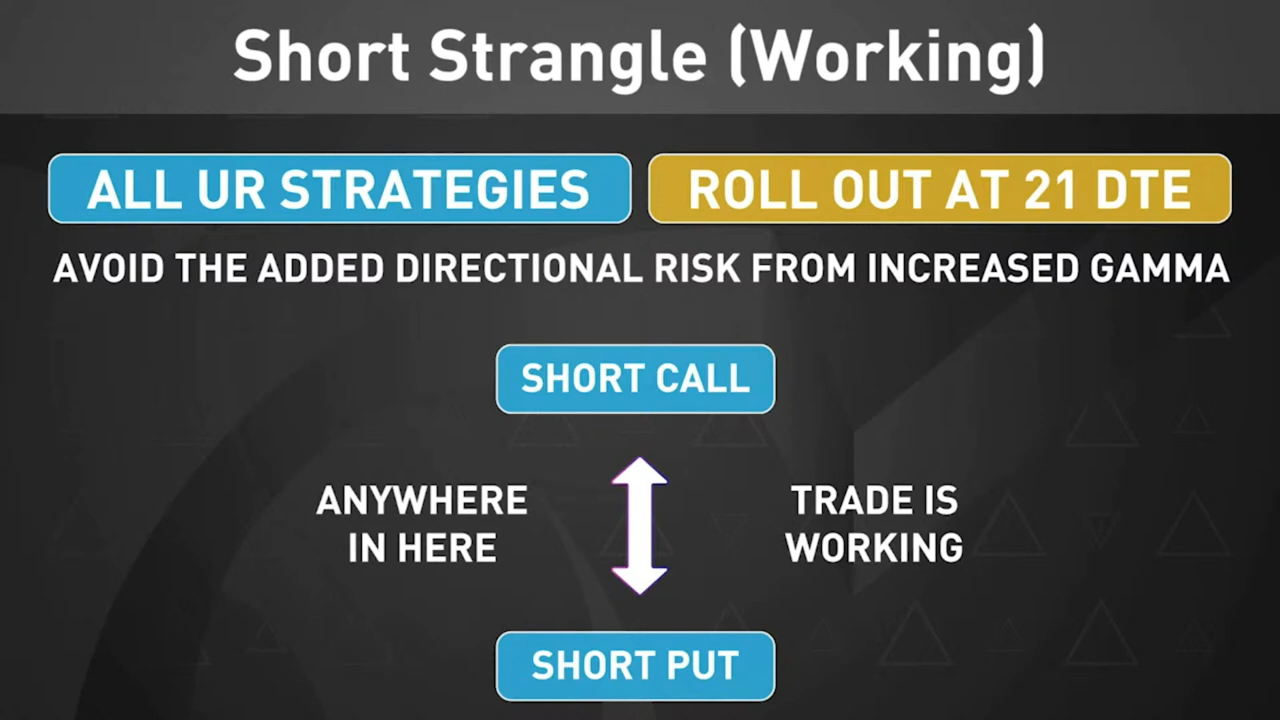 Short Strangle (Working)
ALL UR STRATEGIES
ROLL OUT AT 21 DTE
AVOID THE ADDED DIRECTIONAL RISK FROM INCREASED GAMMA
SHORT CALL
ANYWHERE
IN HERE
TRADE IS
WORKING
SHORT PUT